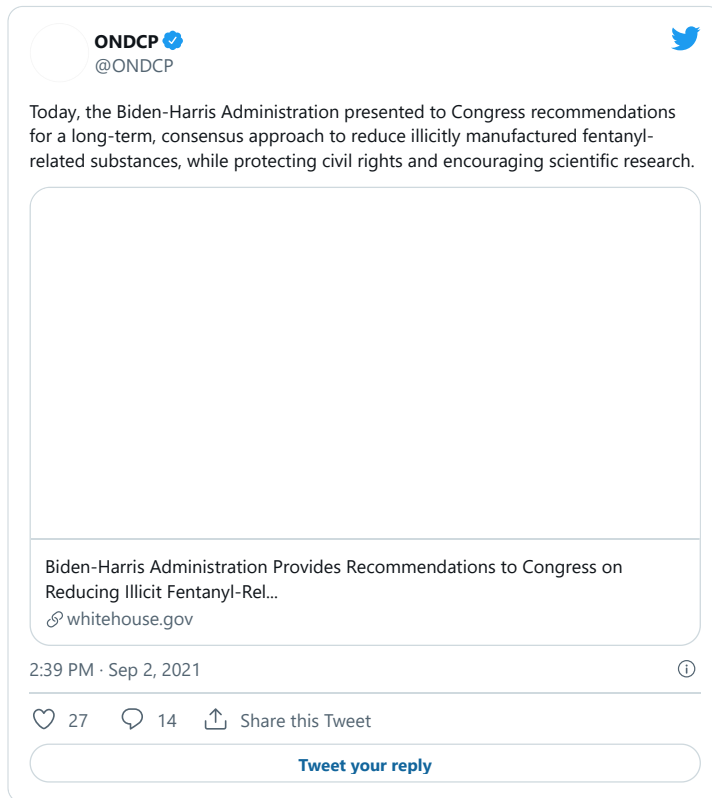 ONDCP
@ONDCP
Today, the Biden-Harris Administration presented to Congress recommendations
for a long-term, consensus approach to reduce illicitly manufactured fentanyl-
related substances, while protecting civil rights and encouraging scientific research.
Biden-Harris Administration Provides Recommendations to Congress on
Reducing Illicit Fentanyl-Rel...
whitehouse.gov
2:39 PM · Sep 2, 2021
27 14 Share this Tweet
Tweet your reply